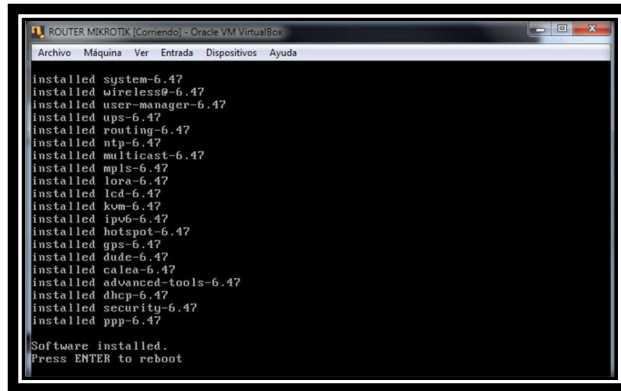 ROUTER MIKROTIK [Corriendo] - Oracle VM VirtualBox
Archivo Máquina Ver Entrada Dispositivos Ayuda
installed system-6.47
installed wireless@-6.47
installed user-manager-6.47
installed ups-6.47
installed routing-6.47
installed ntp-6.47
installed multicast-6.47
installed mpls-6.47
installed lora-6.47
installed lcd-6.47
installed kvm-6.47
installed ipv6-6.47
installed hotspot-6.47
installed gps-6.47
installed dude-6.47
installed calea-6.47
installed advanced-tools-6.47
installed dhcp-6.47
installed security-6.47
installed ppp-6.47
Software installed.
Press ENTER to reboot